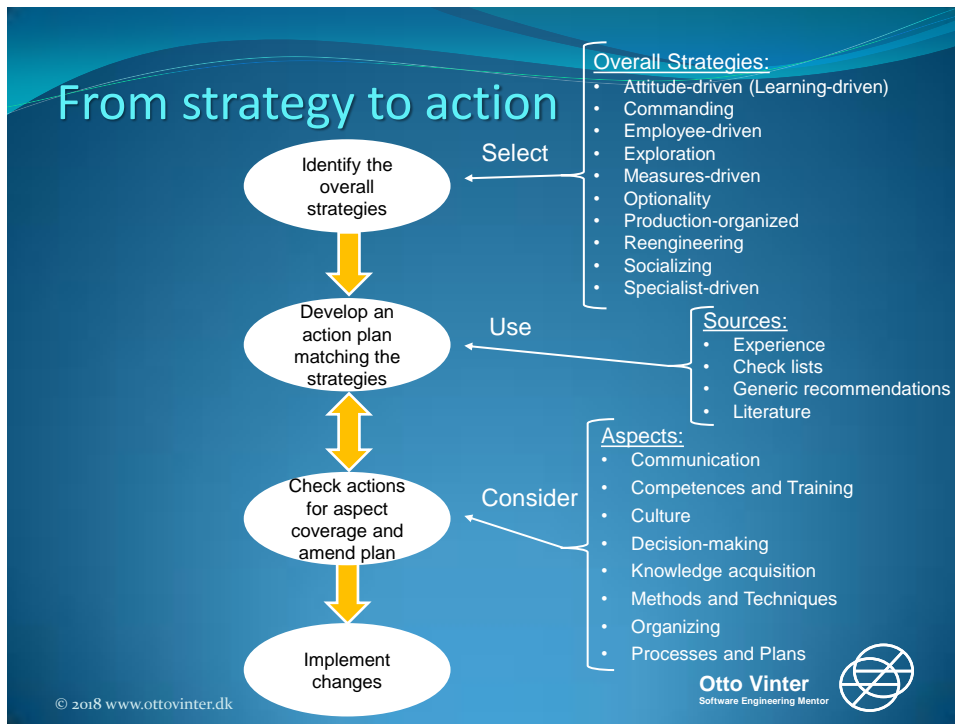 From strategy to action
Identify the
overall
strategies
Select
Overall Strategies:
• Attitude-driven (Learning-driven)
• Commanding
• Employee-driven
• Exploration
• Measures-driven
• Optionality
• Production-organized
• Reengineering
• Socializing
• Specialist-driven
Develop an
action plan
matching the
strategies
Use
Sources:
• Experience
• Check lists
• Generic recommendations
• Literature
Check actions
for aspect
coverage and
amend plan
Consider
Aspects:
• Communication
• Competences and Training
• Culture
• Decision-making
• Knowledge acquisition
• Methods and Techniques
• Organizing
• Processes and Plans
Implement
changes
© 2018 www.ottovinter.dk
Otto Vinter
Software Engineering Mentor